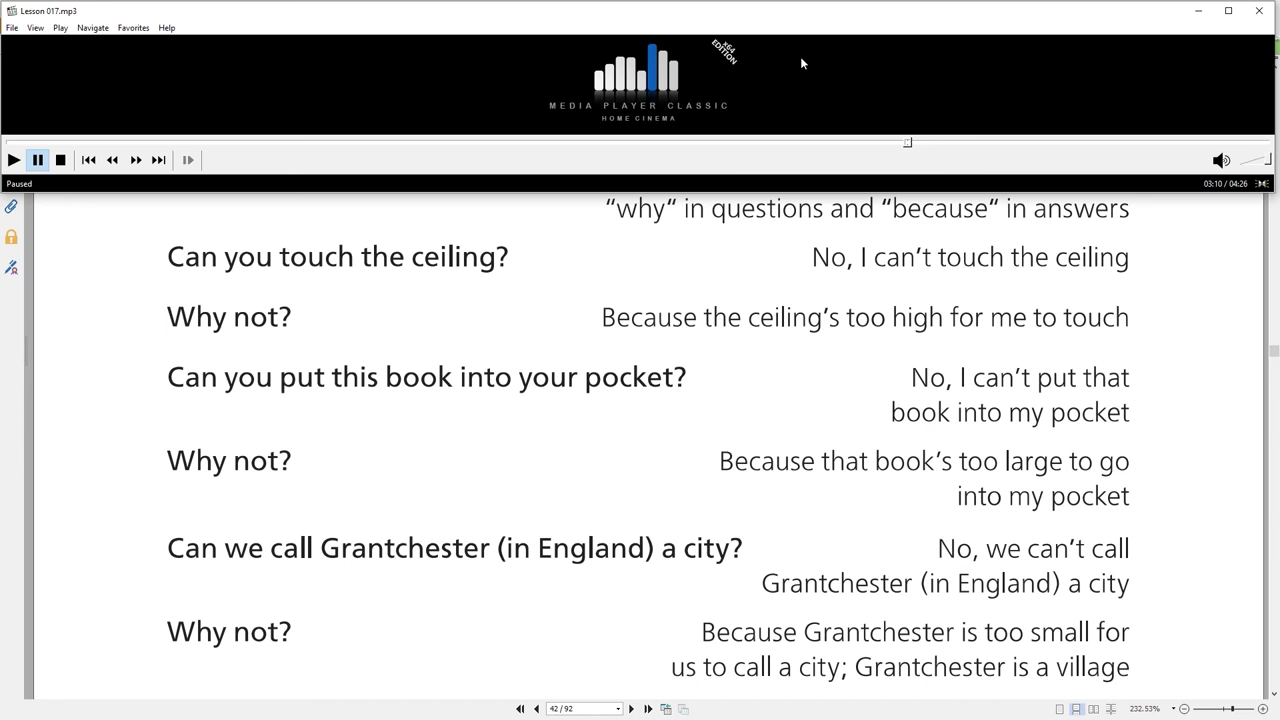 Lesson 017.mp3
File View Play Navigate Favorites Help
x64
EDITION
MEDIA PLAYER CLASSIC
HOME CINEMA
Paused
03:10 / 04:26
“why“ in questions and “because“ in answers
Can you touch the ceiling? No, I can’t touch the ceiling
Why not? Because the ceiling’s too high for me to touch
Can you put this book into your pocket? No, I can’t put that
book into my pocket
Why not? Because that book’s too large to go
into my pocket
Can we call Grantchester (in England) a city? No, we can’t call
Grantchester (in England) a city
Why not? Because Grantchester is too small for
us to call a city; Grantchester is a village
42 / 92
232.53%